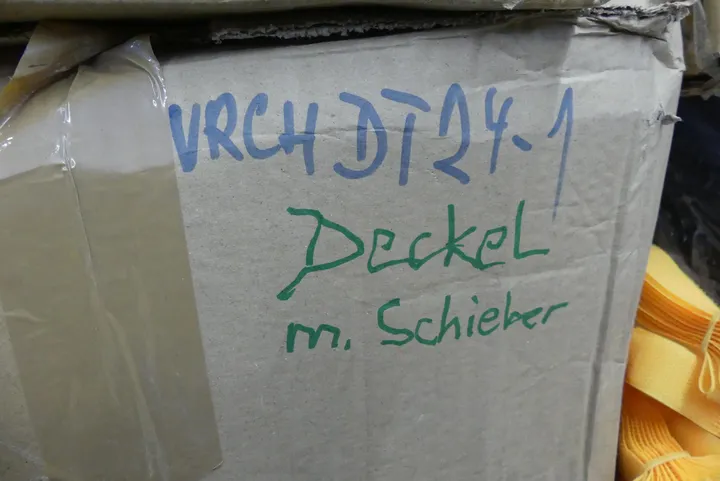 VRCH DT24-1
Deckel
m. Schieber